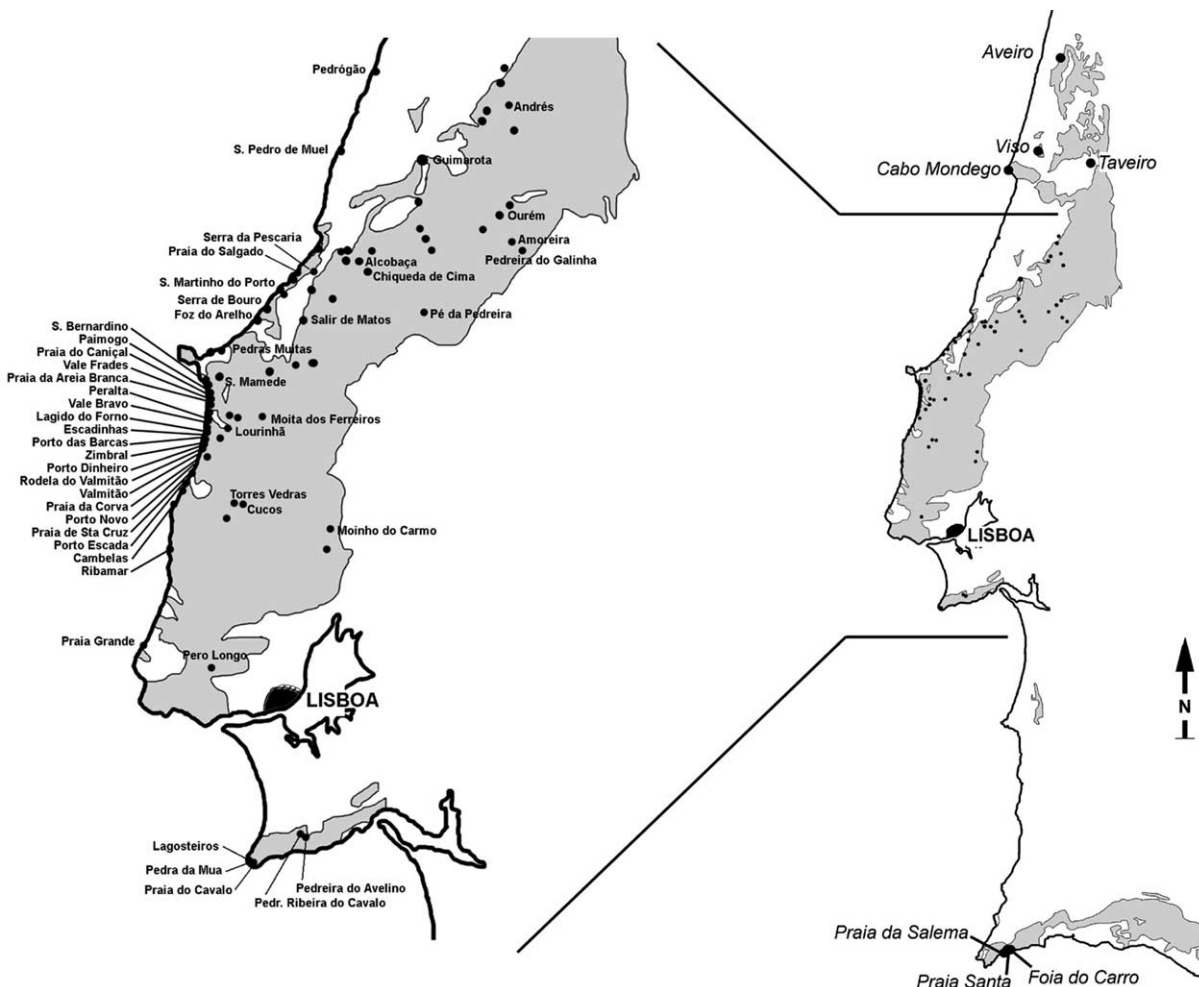 Pedrógão
Andrés
S. Pedro de Muel
Guimarota
Ourém
Serra da Pescaria
Amoreira
Praia do Salgado
Pedreira do Galinha
Alcobaça
Chiqueda de Cima
S. Martinho do Porto
Serra de Bouro
Foz do Arelho
Salir de Matos
Pé da Pedreira
S. Bernardino
Paimogo
Praia do Caniçal
Vale Frades
Praia da Areia Branca
Peralta
Vale Bravo
Lagido do Forno
Escadinhas
Porto das Barcas
Zimbral
Porto Dinheiro
Rodela do Valmitão
Valmitão
Praia da Corva
Porto Novo
Praia de Sta Cruz
Porto Escada
Cambelas
Ribamar
Pedras Muitas
S. Mamede
Moita dos Ferreiros
Lourinhã
Torres Vedras
Cucos
Moinho do Carmo
Praia Grande
Pero Longo
LISBOA
Lagosteiros
Pedra da Mua
Praia do Cavalo
Pedreira do Avelino
Pedr. Ribeira do Cavalo
Aveiro
Viso
Cabo Mondego
Taveiro
LISBOA
N
Praia da Salema
Praia Santa
Foia do Carro